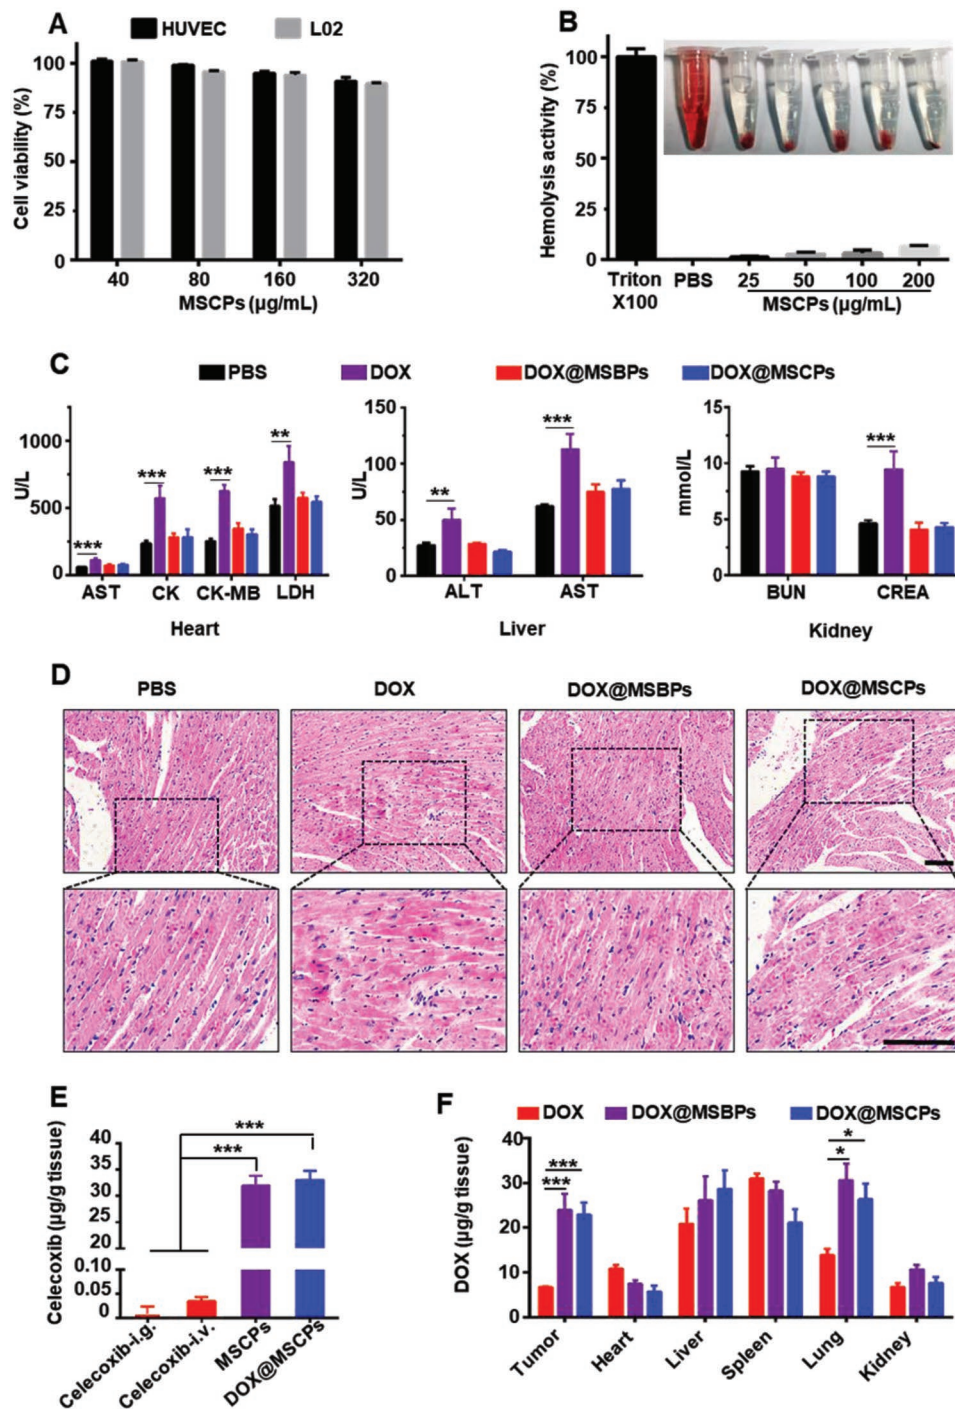 A
HUVEC L02
Cell viability (%)
100
75
50
25
0
40 80 160 320
MSCPs (μg/mL)
B
Hemolysis activity (%)
100
75
50
25
0
Triton X100 PBS 25 50 100 200
MSCPs (μg/mL)
C
PBS DOX DOX@MSBPs DOX@MSCPs
U/L
1000
500
0
*** *** *** **
AST CK CK-MB LDH
Heart
U/L
150
100
50
0
** ***
ALT AST
Liver
mmol/L
15
10
5
0
***
BUN CREA
Kidney
D
PBS DOX DOX@MSBPs DOX@MSCPs
E
Celecoxib (μg/g tissue)
40
35
30
25
20
0.10
0.05
0
***
***
Celecoxib-i.g. Celecoxib-i.v. MSCPs DOX@MSCPs
F
DOX DOX@MSBPs DOX@MSCPs
DOX (μg/g tissue)
40
30
20
10
0
***
***
*
*
Tumor Heart Liver Spleen Lung Kidney